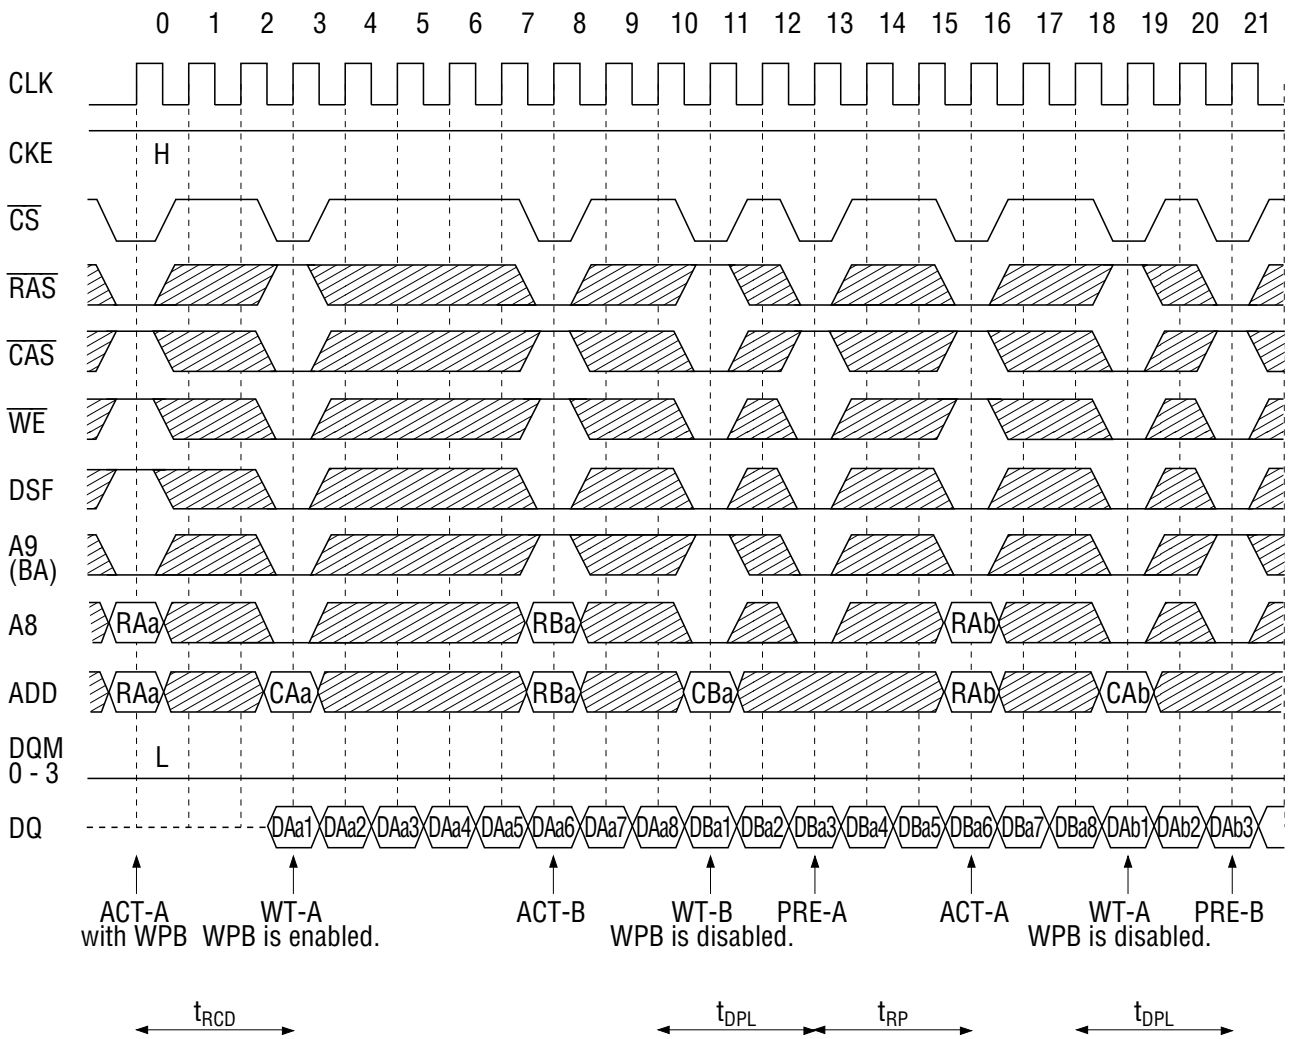 0 1 2 3 4 5 6 7 8 9 10 11 12 13 14 15 16 17 18 19 20 21
CLK
CKE H
CS
RAS
CAS
WE
DSF
A9
(BA)
A8 RAa RBa RAb
ADD RAa CAa RBa CBa RAb CAb
DQM
0 - 3 L
DQ DAa1 DAa2 DAa3 DAa4 DAa5 DAa6 DAa7 DAa8 DBa1 DBa2 DBa3 DBa4 DBa5 DBa6 DBa7 DBa8 DAb1 DAb2 DAb3
ACT-A WT-A ACT-B WT-B PRE-A ACT-A WT-A PRE-B
with WPB WPB is enabled. WPB is disabled. WPB is disabled.
tRCD tDPL tRP tDPL